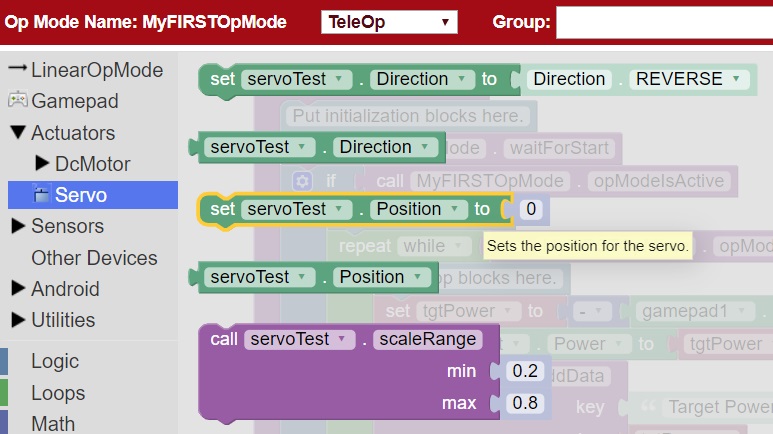 Op Mode Name: MyFIRSTOpMode TeleOp Group:
LinearOpMode
Gamepad
Actuators
DcMotor
Servo
Sensors
Other Devices
Android
Utilities
Logic
Loops
Math
set servoTest . Direction to Direction . REVERSE
Put initialization blocks here.
servoTest . Direction
ode . waitForStart
if call MyFIRSTOpMode . opModeIsActive
set servoTest . Position to 0
Sets the position for the servo.
repeat while . opMod
servoTest . Position
op blocks here.
set tgtPower to - gamepad1 .
call servoTest . scaleRange
. Power to tgtPower
min 0.2
ddData
max 0.8
key “ Target Power